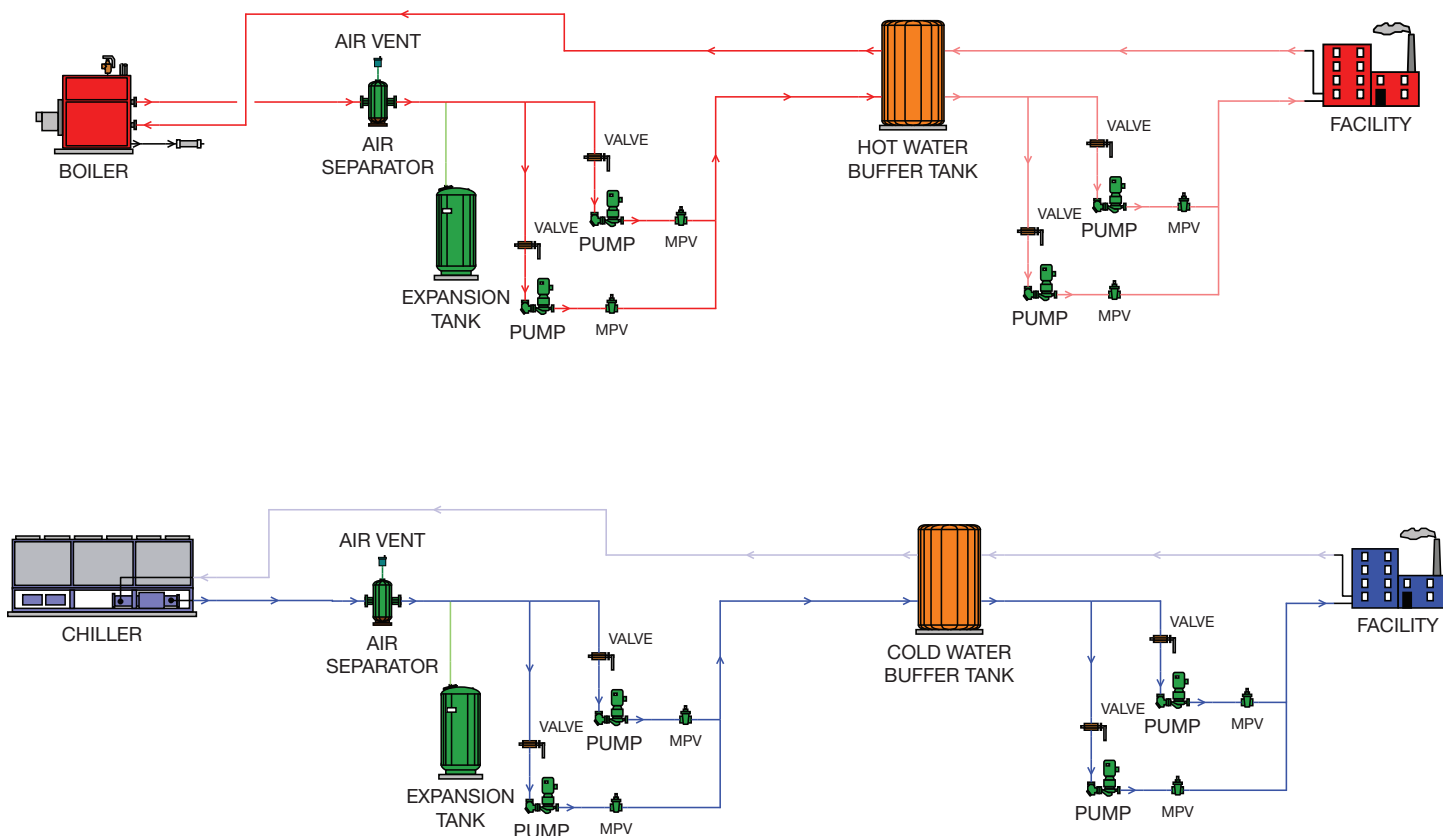 AIR VENT
BOILER
AIR
SEPARATOR
VALVE
HOT WATER
BUFFER TANK
VALVE
FACILITY
VALVE
PUMP
MPV
VALVE
PUMP
MPV
EXPANSION
TANK
PUMP
MPV
PUMP
MPV
AIR VENT
CHILLER
AIR
SEPARATOR
VALVE
COLD WATER
BUFFER TANK
VALVE
FACILITY
VALVE
PUMP
MPV
VALVE
PUMP
MPV
EXPANSION
TANK
PUMP
MPV
PUMP
MPV